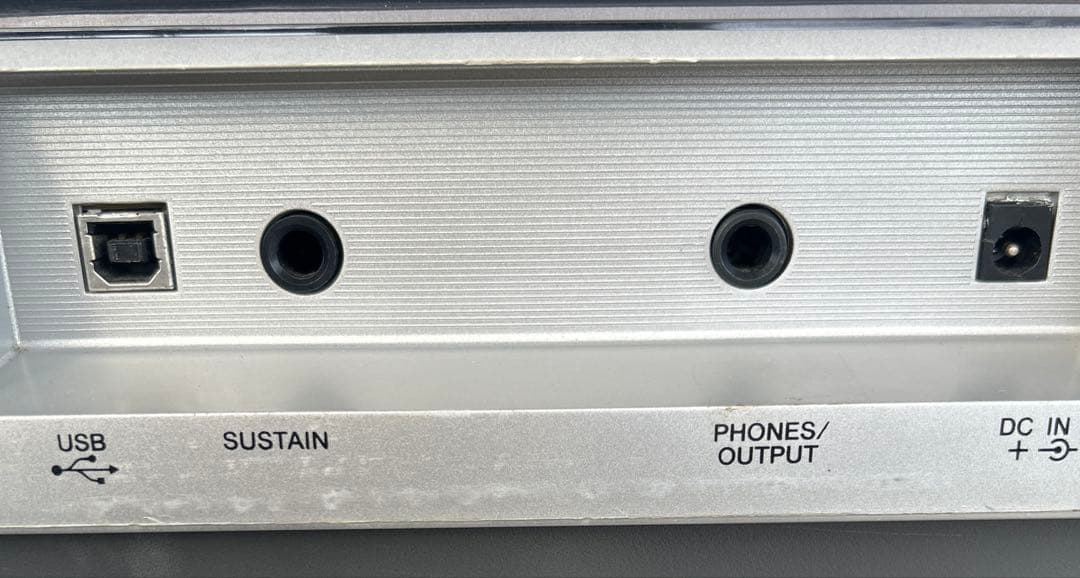 USB
SUSTAIN
PHONES/
OUTPUT
DC IN
+